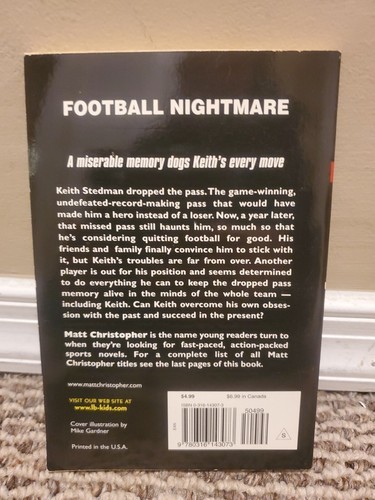 FOOTBALL NIGHTMARE
A miserable memory dogs Keith's every move
Keith Stedman dropped the pass. The game-winning,
undefeated-record-making pass that would have
made him a hero instead of a loser. Now, a year later,
that missed pass still haunts him, so much so that
he's considering quitting football for good. His
friends and family finally convince him to stick with
it, but Keith's troubles are far from over. Another
player is out for his position and seems determined
to do everything he can to keep the dropped pass
memory alive in the minds of the whole team —
including Keith. Can Keith overcome his own obses-
sion with the past and succeed in the present?
Matt Christopher is the name young readers turn to
when they're looking for fast-paced, action-packed
sports novels. For a complete list of all Matt
Christopher titles see the last pages of this book.
www.mattchristopher.com
VISIT OUR WEB SITE AT
www.lb-kids.com
Cover illustration by
Mike Gardner
Printed in the U.S.A.
$4.99 $6.99 in Canada
ISBN 0-316-14307-5
50499
9 780316 143073
S